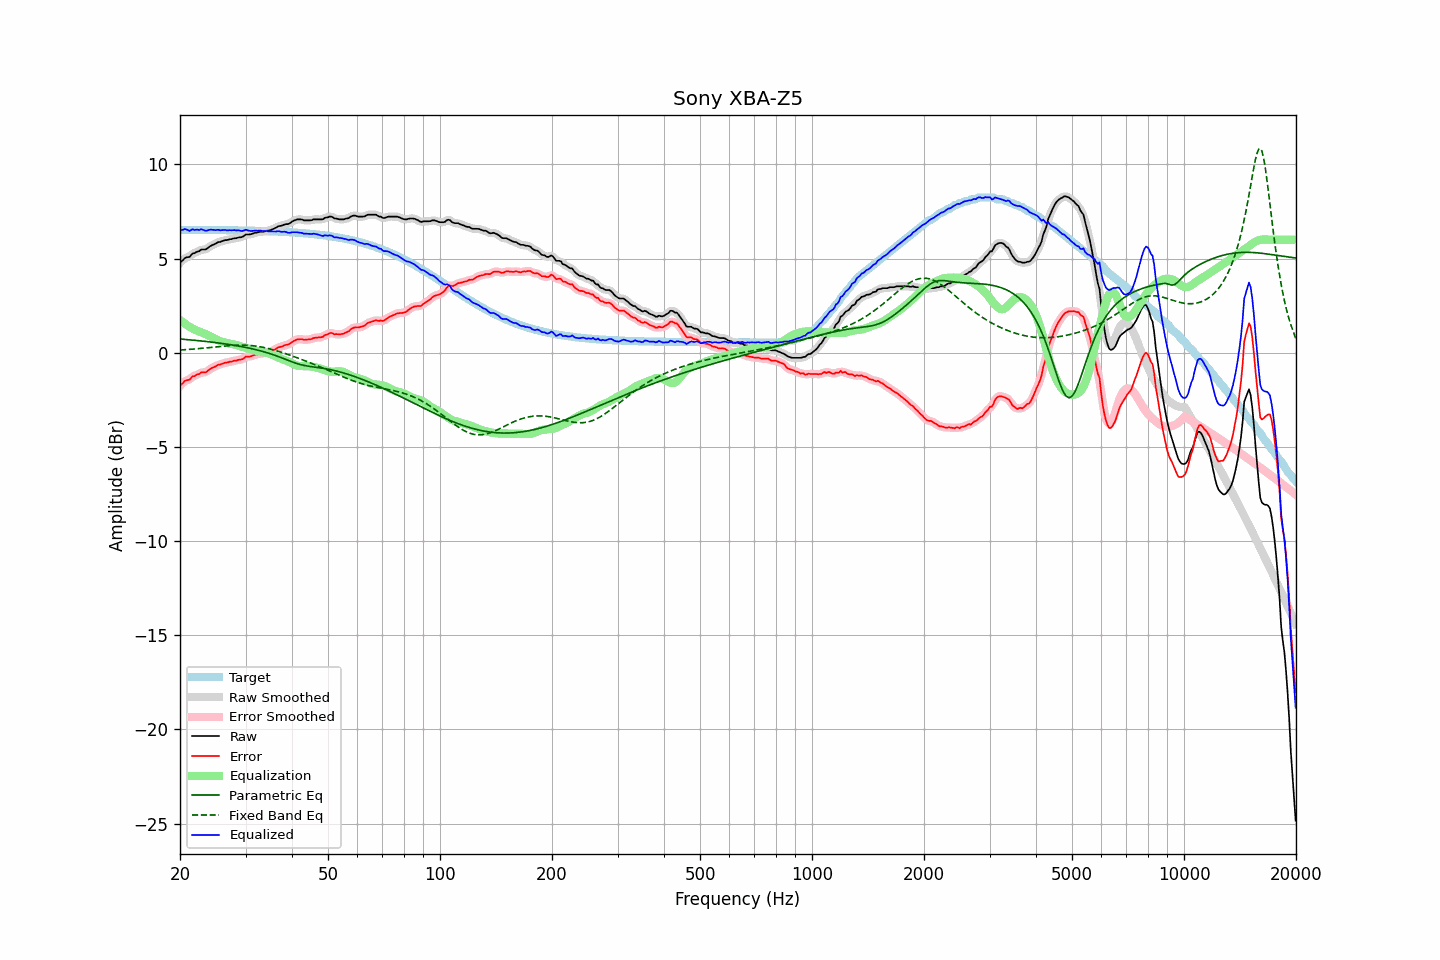 Sony XBA-Z5
Amplitude (dBr)
10
5
0
−5
−10
−15
−20
−25
Target
Raw Smoothed
Error Smoothed
Raw
Error
Equalization
Parametric Eq
Fixed Band Eq
Equalized
20 50 100 200 500 1000 2000 5000 10000 20000
Frequency (Hz)